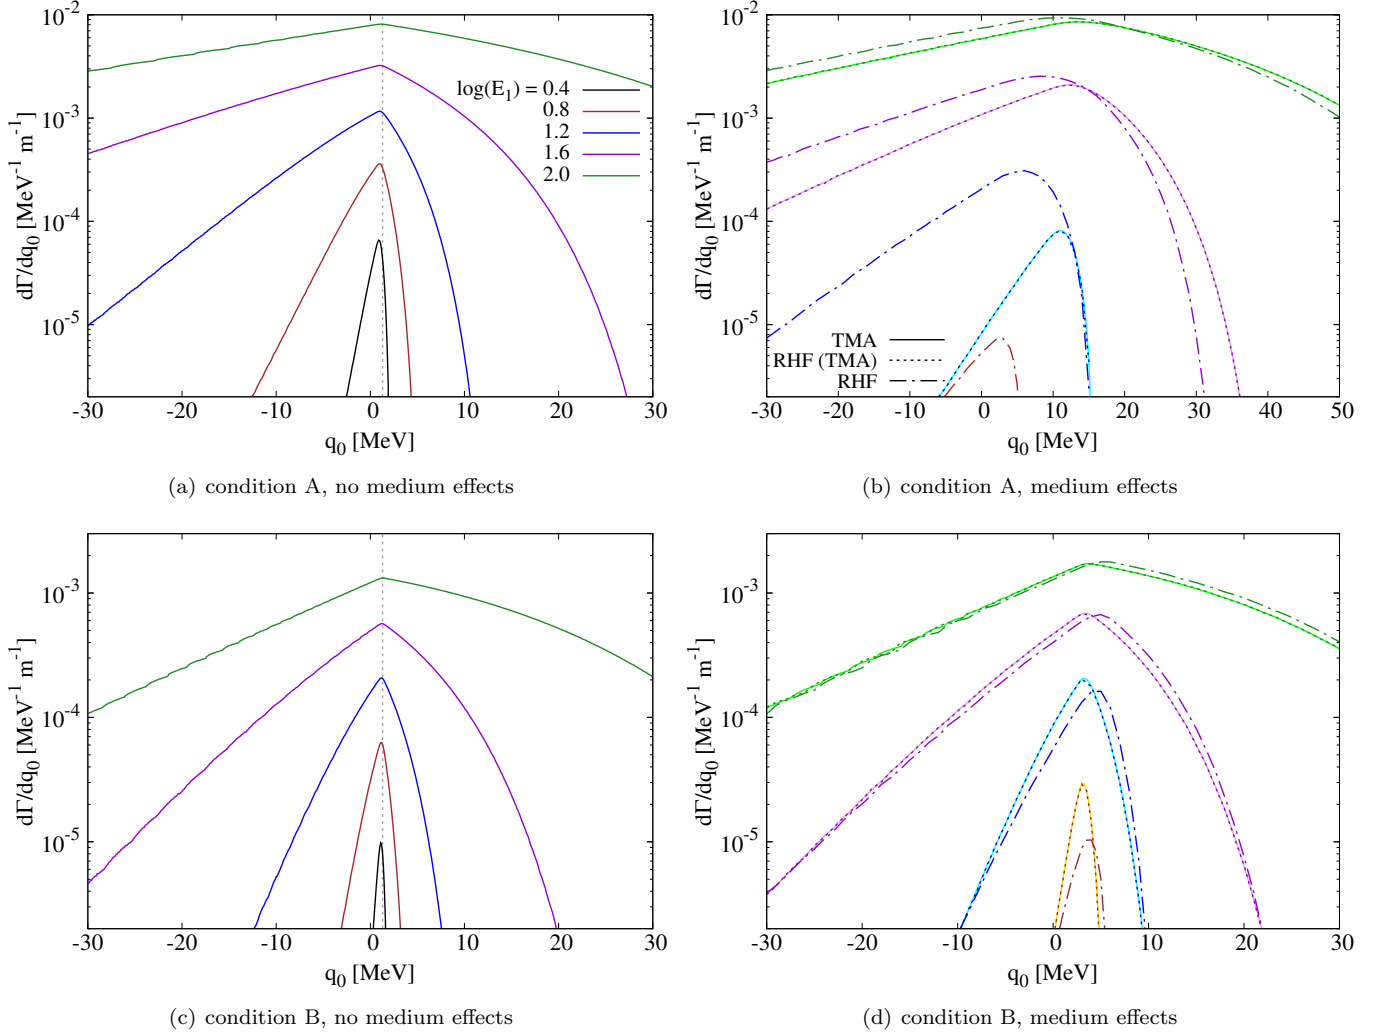 10^-2
10^-3
10^-4
10^-5
dΓ/dq_0 [MeV^-1 m^-1]
log(E_1) = 0.4
0.8
1.2
1.6
2.0
-30 -20 -10 0 10 20 30
q_0 [MeV]
(a) condition A, no medium effects
10^-2
10^-3
10^-4
10^-5
dΓ/dq_0 [MeV^-1 m^-1]
TMA
RHF (TMA)
RHF
-30 -20 -10 0 10 20 30 40 50
q_0 [MeV]
(b) condition A, medium effects
10^-3
10^-4
10^-5
dΓ/dq_0 [MeV^-1 m^-1]
-30 -20 -10 0 10 20 30
q_0 [MeV]
(c) condition B, no medium effects
10^-3
10^-4
10^-5
dΓ/dq_0 [MeV^-1 m^-1]
-30 -20 -10 0 10 20 30
q_0 [MeV]
(d) condition B, medium effects